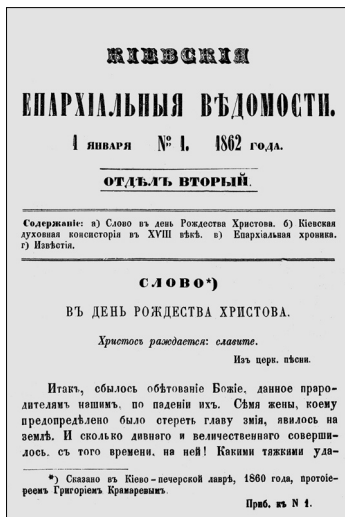 КІЕВСКІЯ
ЕПАРХІАЛЬНЫЯ ВѢДОМОСТИ.
1 ЯНВАРЯ № 1. 1862 ГОДА.
ОТДѢЛЪ ВТОРЫЙ.
Содержаніе: а) Слово въ день Рождества Христова. б) Кіевская
духовная консисторія въ XVIII вѣкѣ. в) Епархіальная хроника.
г) Извѣстія.
СЛОВО*)
ВЪ ДЕНЬ РОЖДЕСТВА ХРИСТОВА.
Христосъ раждается: славите.
Изъ церк. пѣсни.
Итакъ, сбылось обѣтованіе Божіе, данное праро-
дителямъ нашимъ, по паденіи ихъ. Сѣмя жены, коему
предопредѣлено было стереть главу змія, явилось на
землѣ. И сколько дивнаго и величественнаго соверши-
лось, съ того времени, на ней! Какими тяжкими уда-
*) Сказано въ Кіево-печерской лаврѣ, 1860 года, протоіе-
реемъ Григоріемъ Крамаревымъ.
Приб. къ № 1.